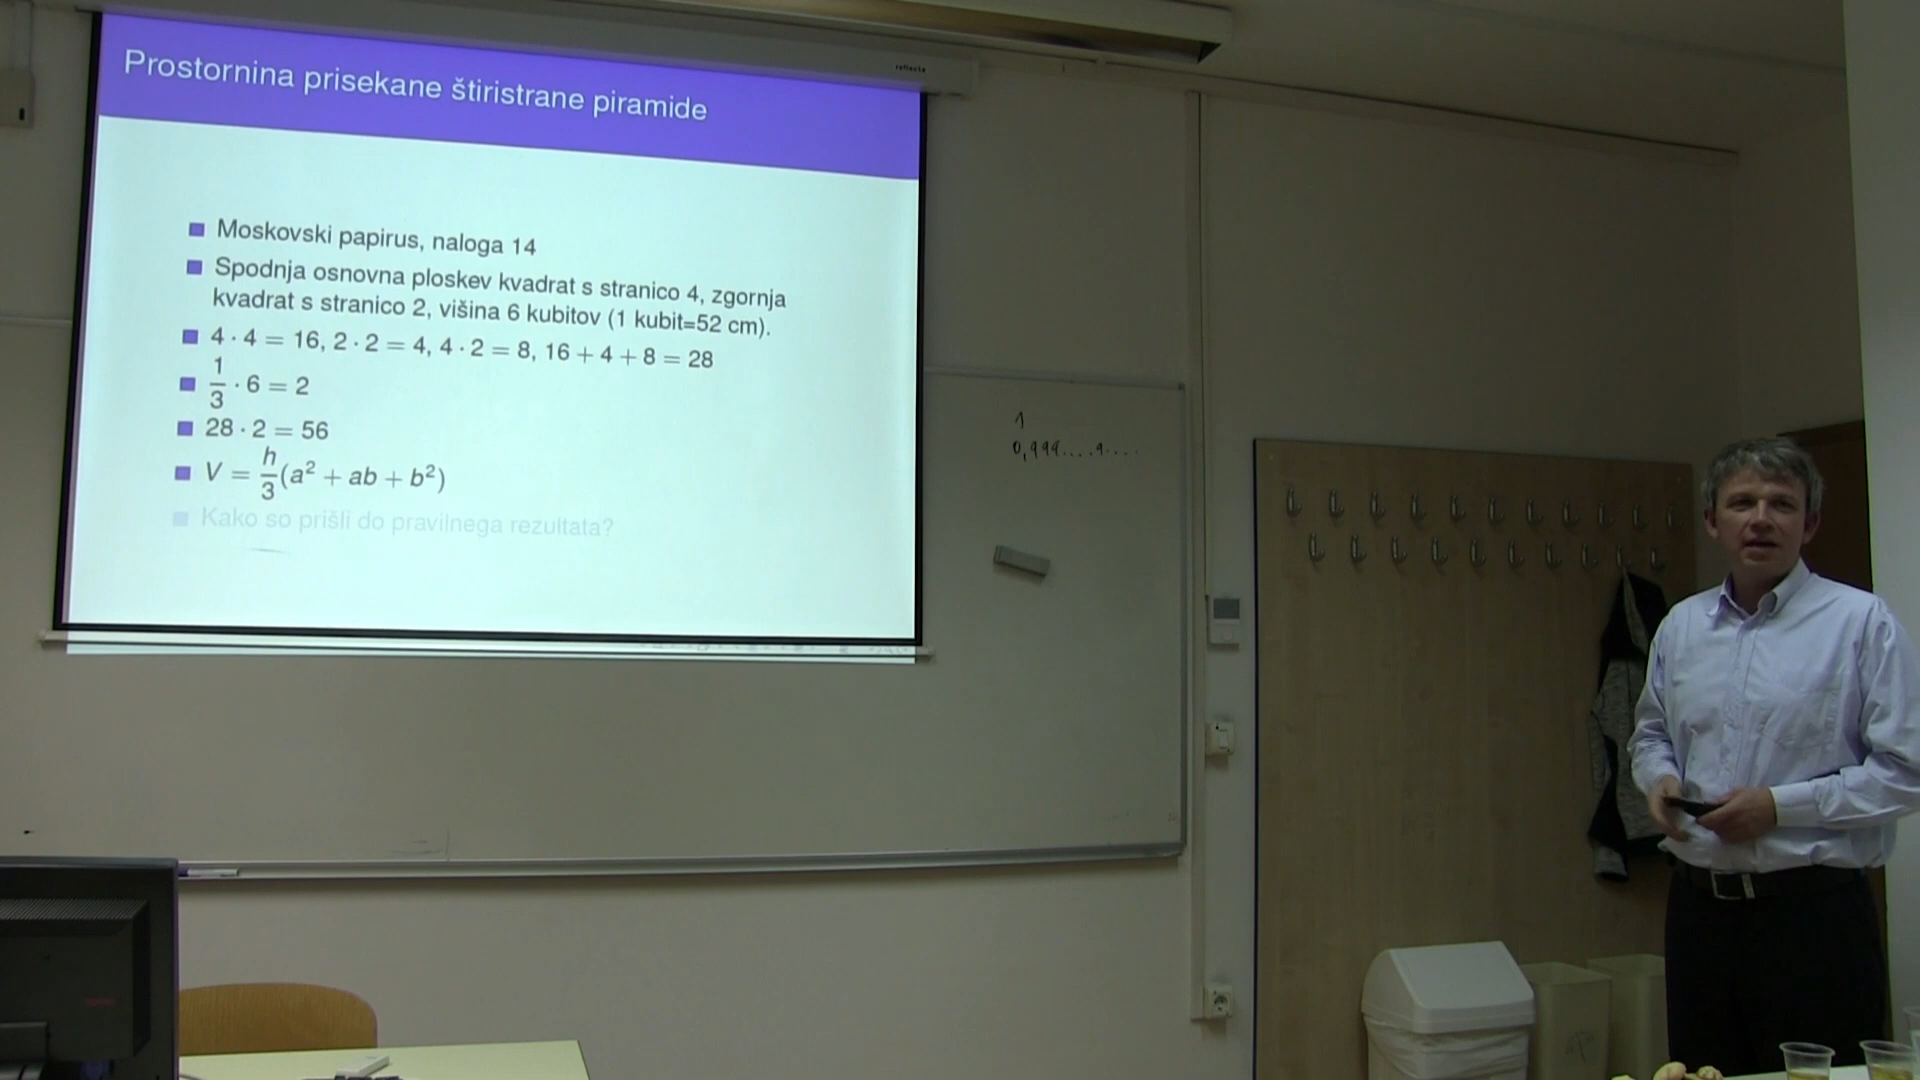 Prostornina prisekane štiristrane piramide
reflecta
Moskovski papirus, naloga 14
Spodnja osnovna ploskev kvadrat s stranico 4, zgornja
kvadrat s stranico 2, višina 6 kubitov (1 kubit=52 cm).
4 · 4 = 16, 2 · 2 = 4, 4 · 2 = 8, 16 + 4 + 8 = 28
1/3 · 6 = 2
28 · 2 = 56
V = h/3(a² + ab + b²)
Kako so prišli do pravilnega rezultata?
1
0,999....9....